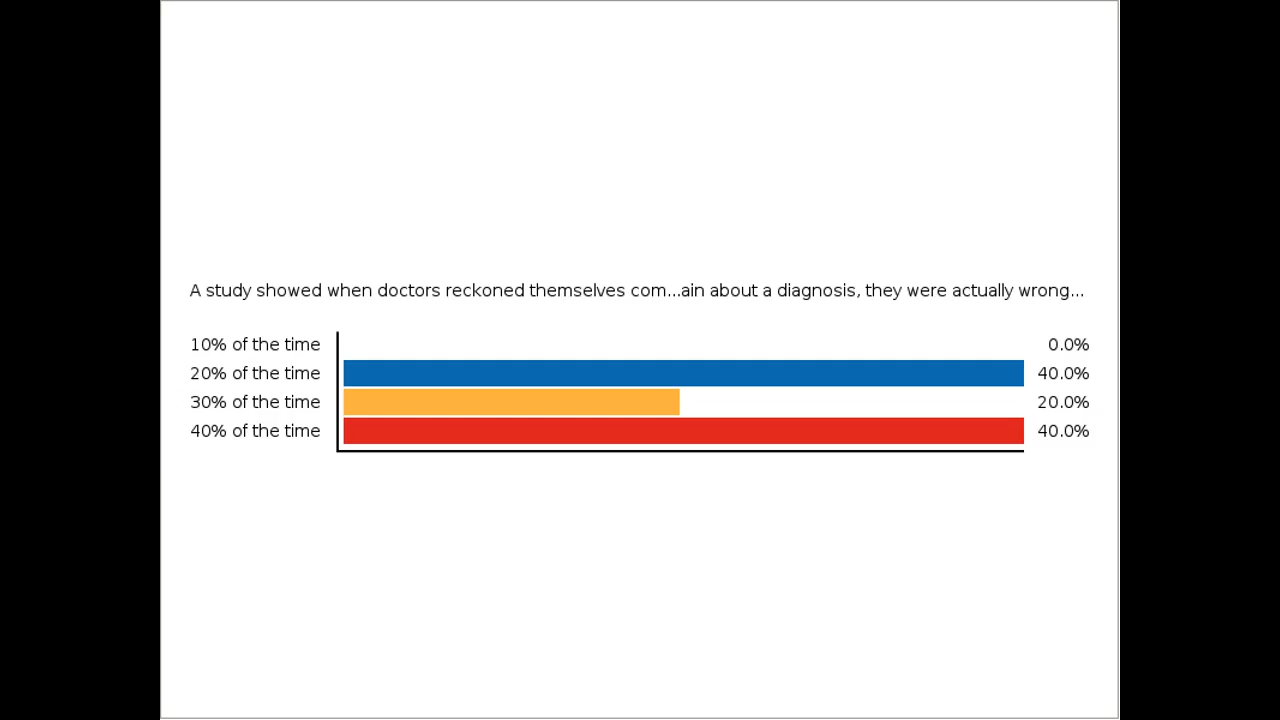 A study showed when doctors reckoned themselves com...ain about a diagnosis, they were actually wrong...
10% of the time 0.0%
20% of the time 40.0%
30% of the time 20.0%
40% of the time 40.0%